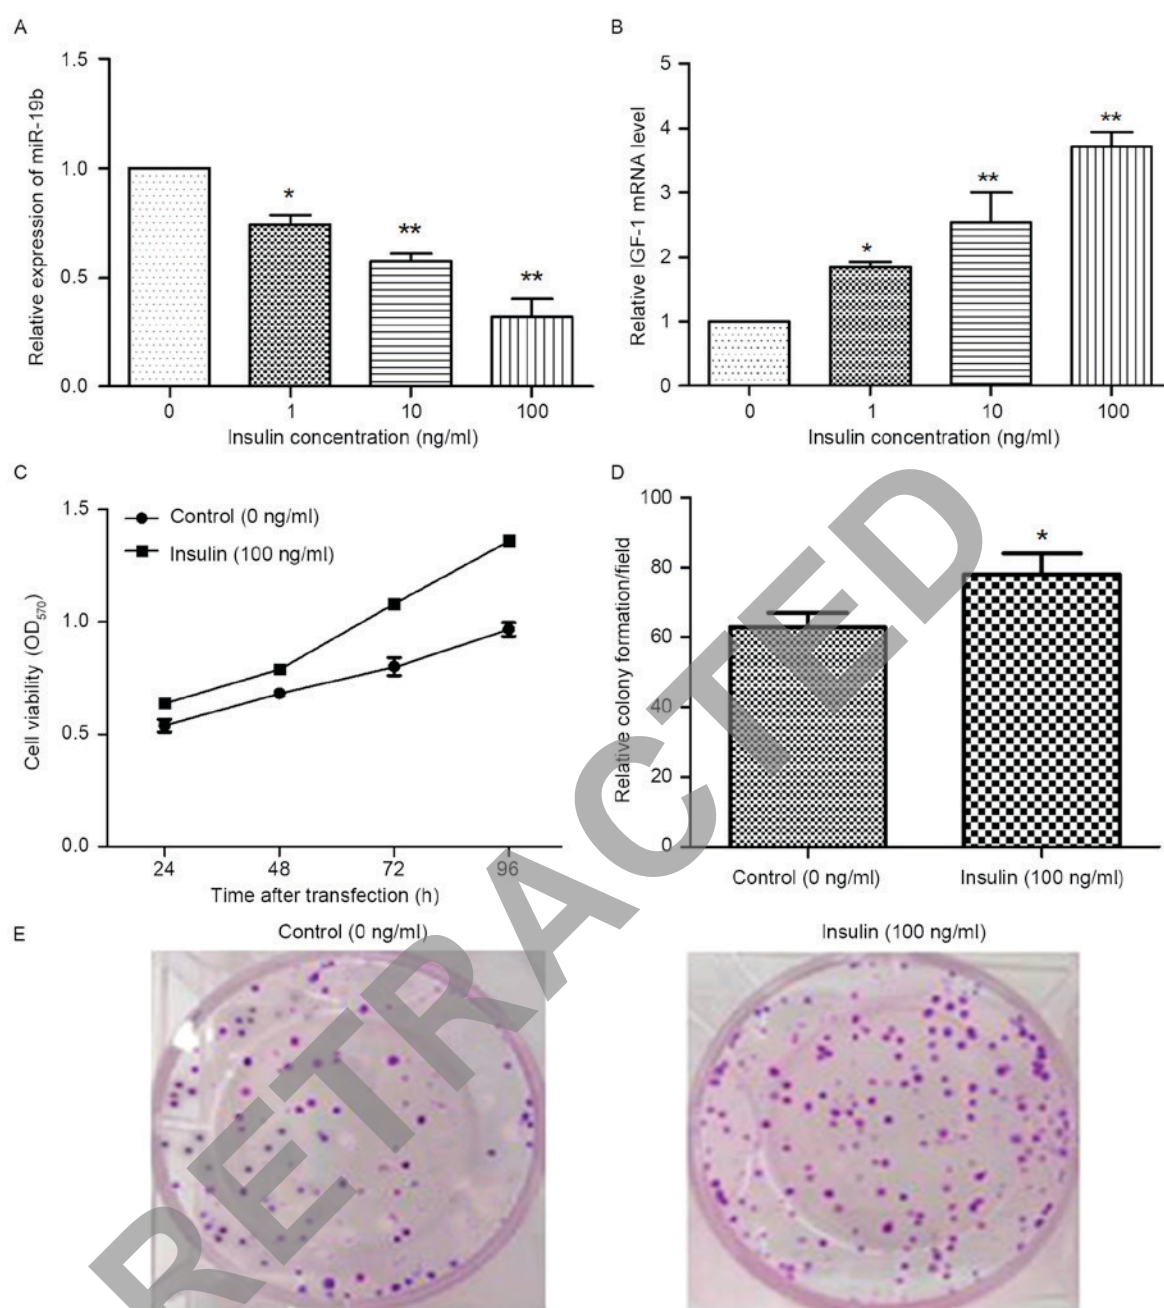 A
Relative expression of miR-19b
1.5
1.0
0.5
0.0
*
**
**
0
1
10
100
Insulin concentration (ng/ml)
B
Relative IGF-1 mRNA level
5
4
3
2
1
0
*
**
**
0
1
10
100
Insulin concentration (ng/ml)
C
Cell viability (OD570)
1.5
1.0
0.5
0.0
Control (0 ng/ml)
Insulin (100 ng/ml)
24
48
72
96
Time after transfection (h)
D
Relative colony formation/field
100
80
60
40
20
0
*
Control (0 ng/ml)
Insulin (100 ng/ml)
E
Control (0 ng/ml)
Insulin (100 ng/ml)
RETRACTED